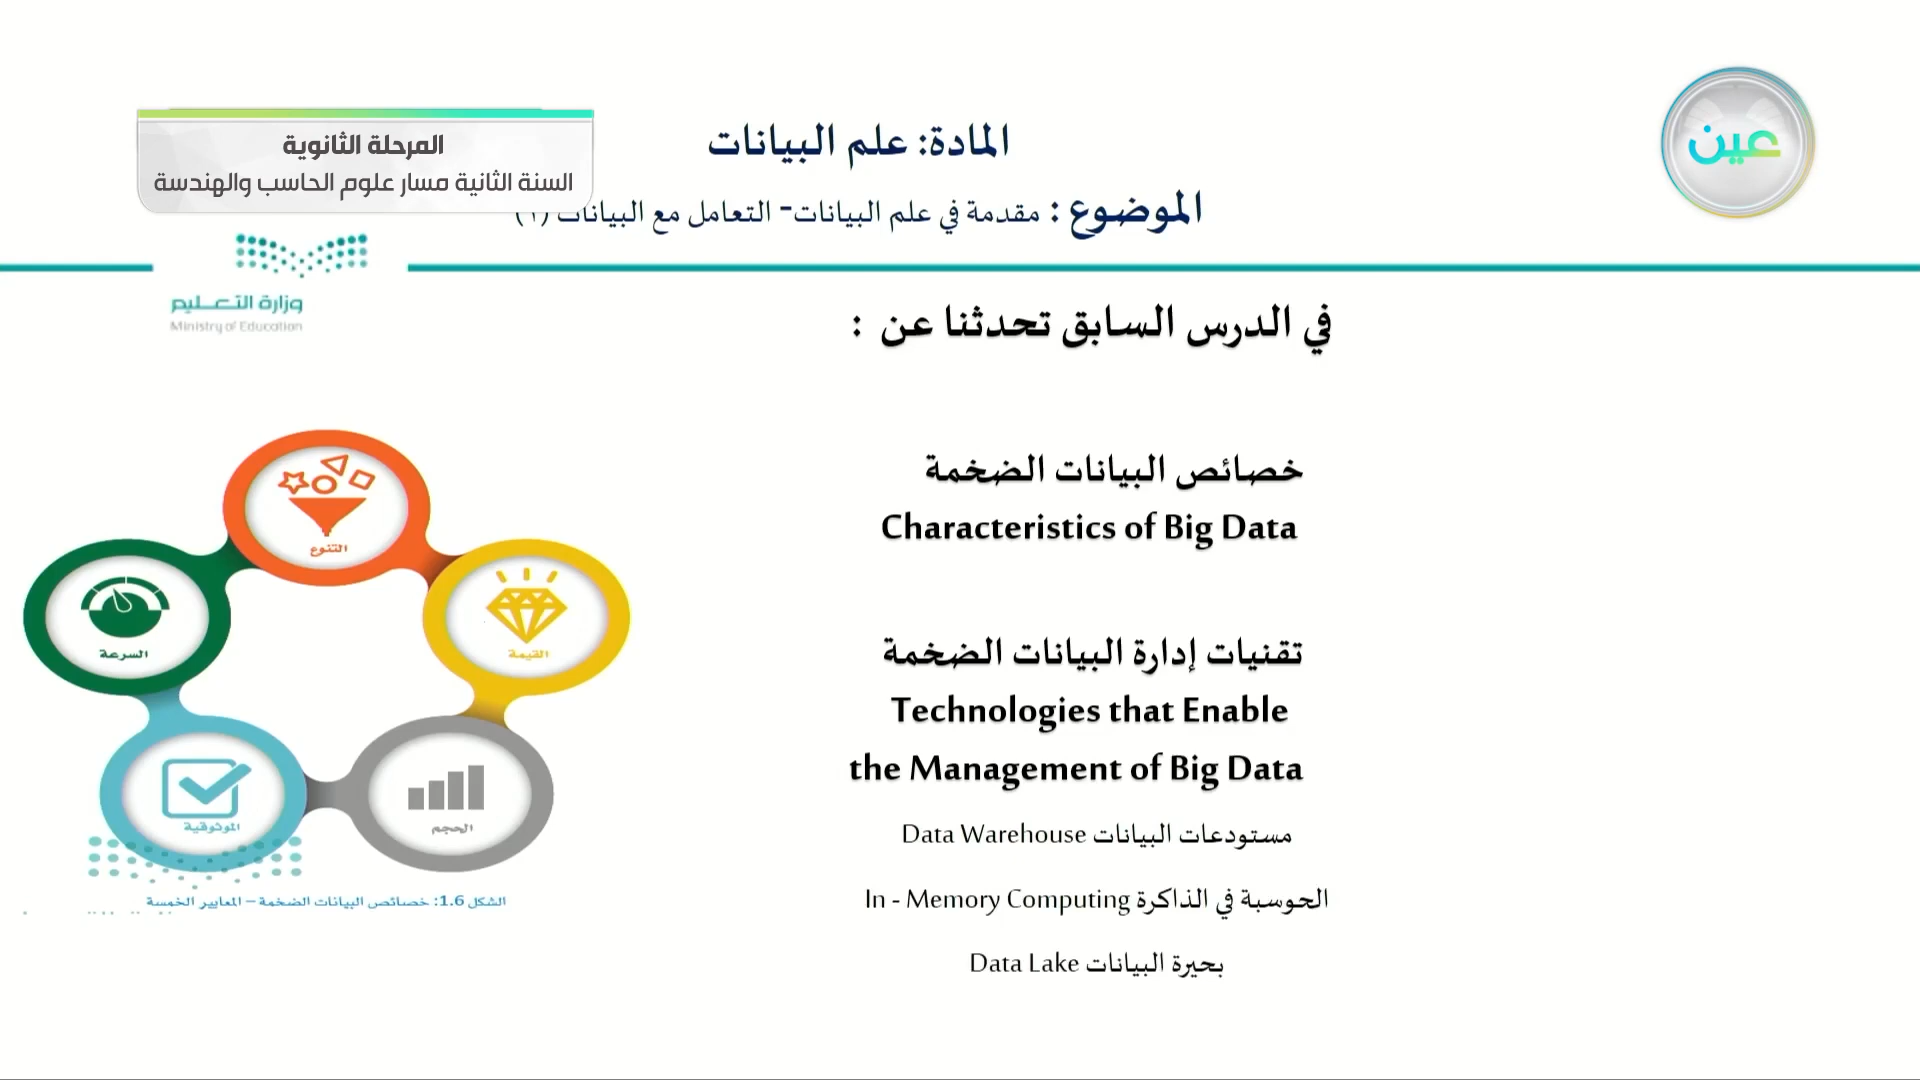 عين
المرحلة الثانوية
السنة الثانية مسار علوم الحاسب والهندسة
المادة: علم البيانات
الموضوع : مقدمة في علم البيانات- التعامل مع البيانات (١)
وزارة التعليم
Ministry of Education
في الدرس السابق تحدثنا عن :
خصائص البيانات الضخمة
Characteristics of Big Data
تقنيات إدارة البيانات الضخمة
Technologies that Enable
the Management of Big Data
مستودعات البيانات Data Warehouse
الحوسبة في الذاكرة In - Memory Computing
بحيرة البيانات Data Lake
التنوع
القيمة
السرعة
الموثوقية
الحجم
الشكل 1.6: خصائص البيانات الضخمة – المعايير الخمسة